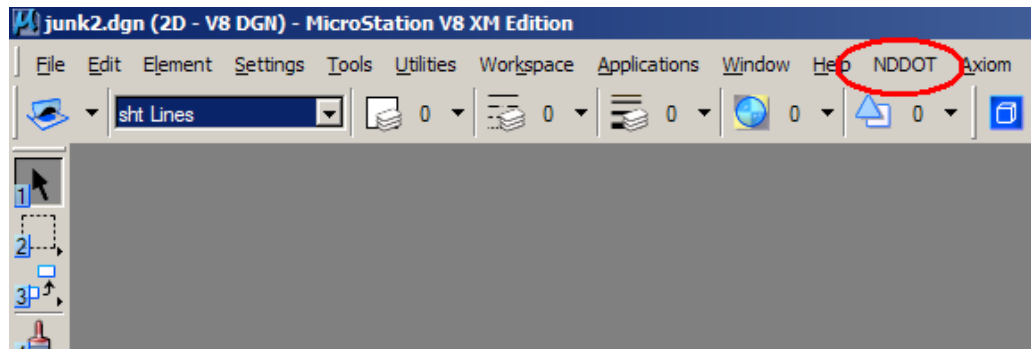 junk2.dgn (2D - V8 DGN) - MicroStation V8 XM Edition
File Edit Element Settings Tools Utilities Workspace Applications Window Help NDDOT Axiom
sht Lines 0 0 0 0 0
1
2
3